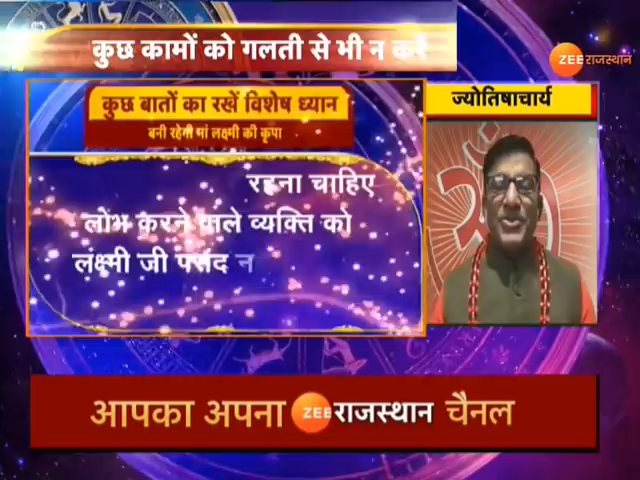 कुछ कामों को गलती से भी न करें
ZEE राजस्थान
कुछ बातों का रखें विशेष ध्यान
बनी रहेगी मां लक्ष्मी की कृपा
ज्योतिषाचार्य
रहना चाहिए
लोभ करने वाले व्यक्ति को
लक्ष्मी जी पसंद न
आपका अपना ZEE राजस्थान चैनल